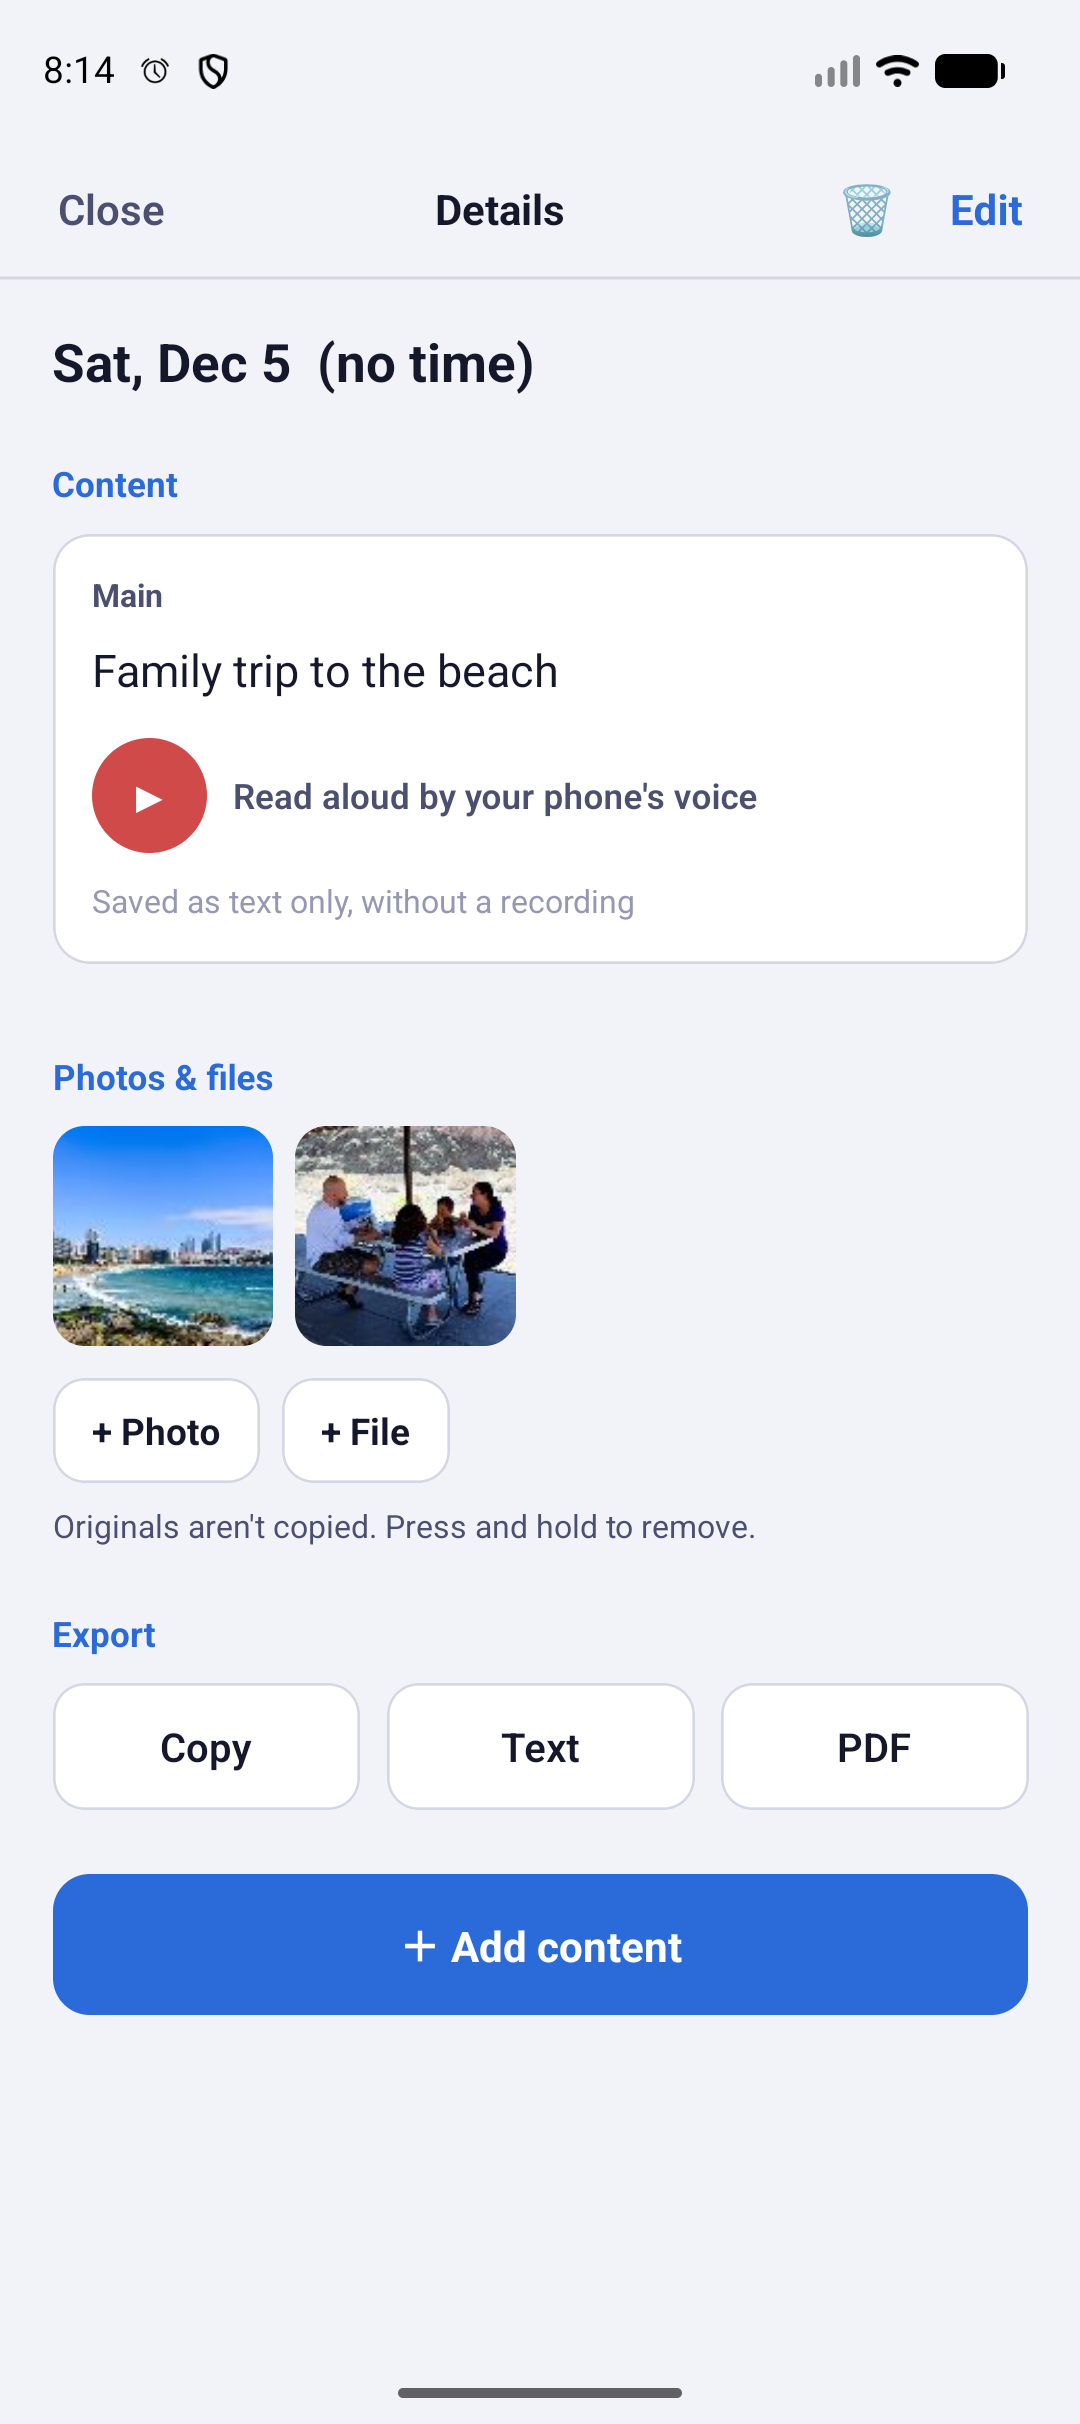 8:14
Close
Details
Edit
Sat, Dec 5 (no time)
Content
Main
Family trip to the beach
Read aloud by your phone's voice
Saved as text only, without a recording
Photos & files
+ Photo
+ File
Originals aren't copied. Press and hold to remove.
Export
Copy
Text
PDF
+ Add content